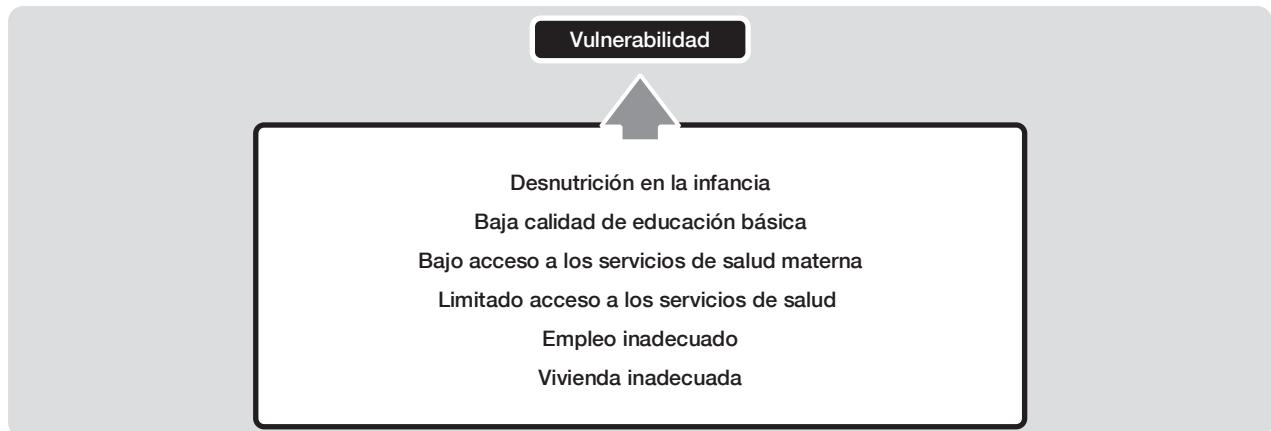 Vulnerabilidad
Desnutrición en la infancia
Baja calidad de educación básica
Bajo acceso a los servicios de salud materna
Limitado acceso a los servicios de salud
Empleo inadecuado
Vivienda inadecuada